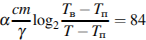 α cm/γ log₂ (Tв − Tп)/(T − Tп) = 84